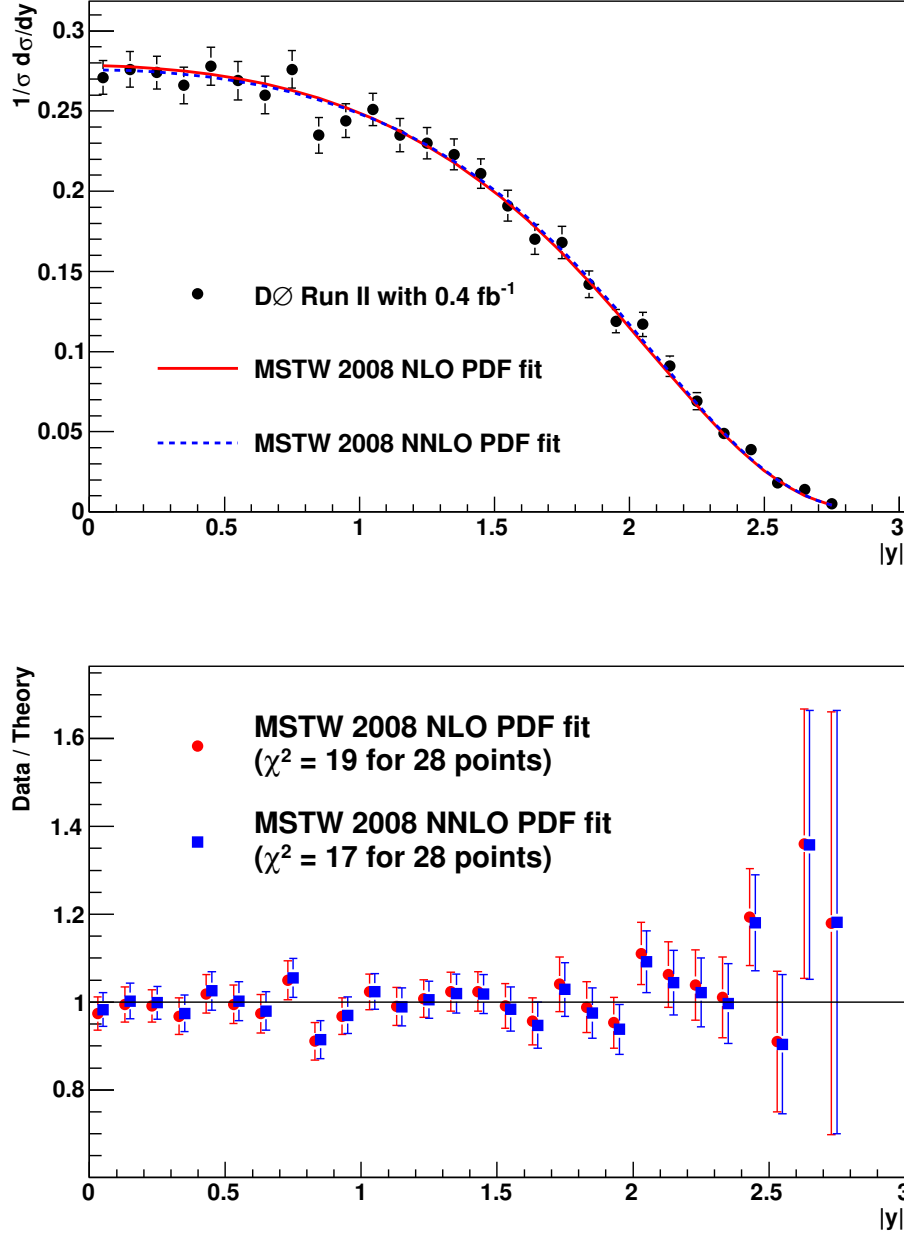 1/σ dσ/dy
0.3
0.25
0.2
0.15
0.1
0.05
0
DØ Run II with 0.4 fb⁻¹
MSTW 2008 NLO PDF fit
MSTW 2008 NNLO PDF fit
0 0.5 1 1.5 2 2.5 3
|y|
Data / Theory
1.6
1.4
1.2
1
0.8
MSTW 2008 NLO PDF fit
(χ² = 19 for 28 points)
MSTW 2008 NNLO PDF fit
(χ² = 17 for 28 points)
0 0.5 1 1.5 2 2.5 3
|y|